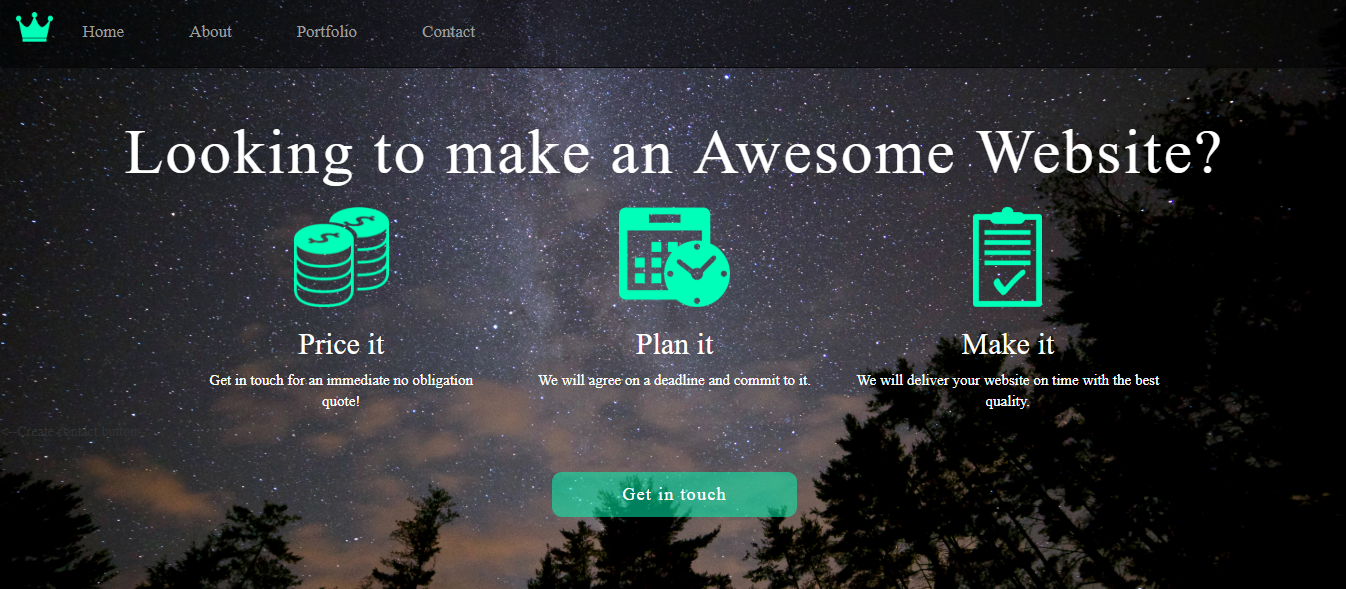 Home About Portfolio Contact
Looking to make an Awesome Website?
Price it
Get in touch for an immediate no obligation
quote!
Plan it
We will agree on a deadline and commit to it.
Make it
We will deliver your website on time with the best
quality.
<--Create contact button-->
Get in touch